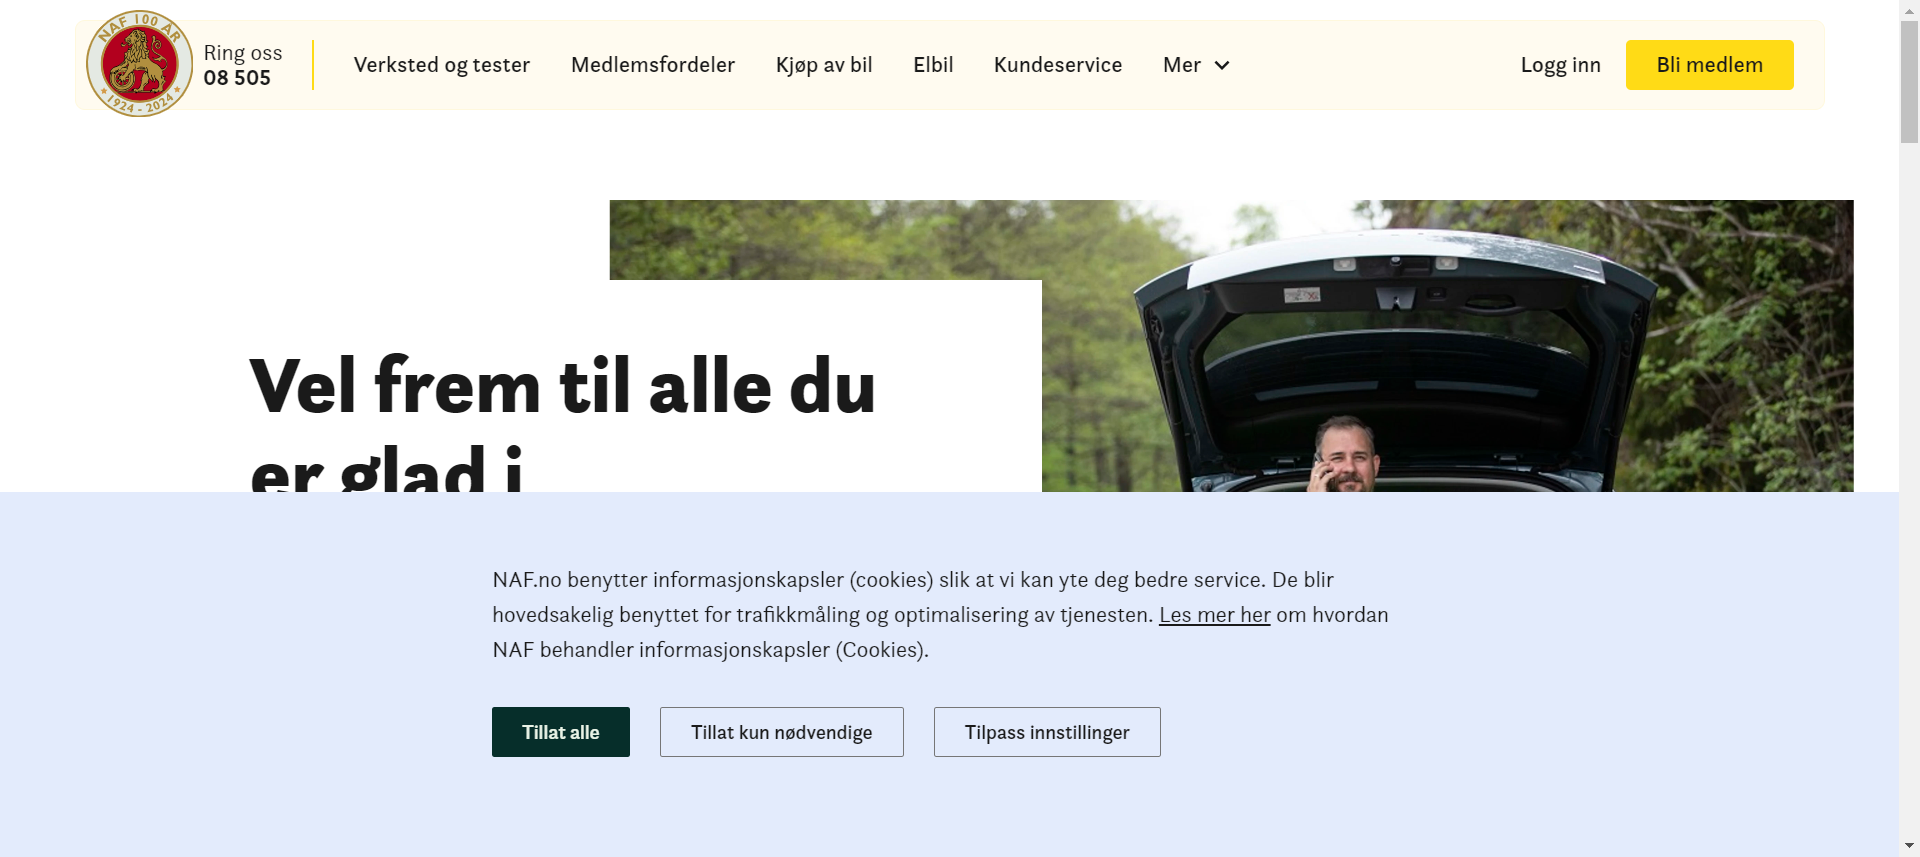 NAF 100 ÅR
1924 - 2024
Ring oss
08 505
Verksted og tester
Medlemsfordeler
Kjøp av bil
Elbil
Kundeservice
Mer
Logg inn
Bli medlem
Vel frem til alle du
er glad i
NAF.no benytter informasjonskapsler (cookies) slik at vi kan yte deg bedre service. De blir
hovedsakelig benyttet for trafikkmåling og optimalisering av tjenesten. Les mer her om hvordan
NAF behandler informasjonskapsler (Cookies).
Tillat alle
Tillat kun nødvendige
Tilpass innstillinger